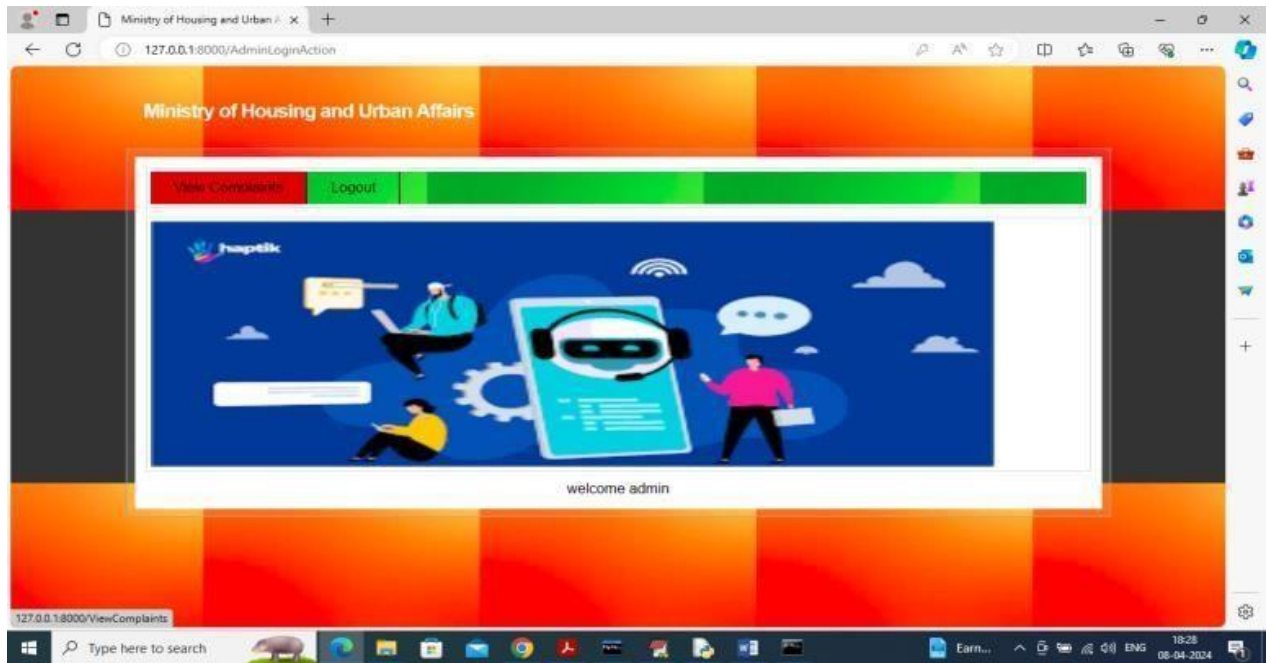 Ministry of Housing and Urban A
127.0.0.1:8000/AdminLoginAction
Ministry of Housing and Urban Affairs
View Complaints
Logout
haptik
welcome admin
127.0.0.1:8000/ViewComplaints
Type here to search
Earn...
ENG
18:28
08-04-2024